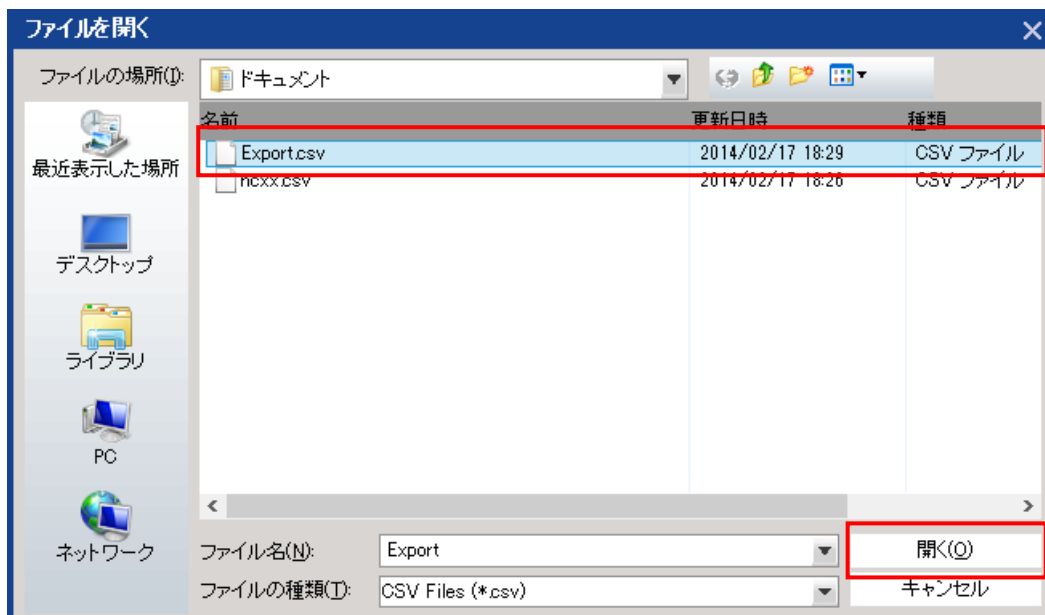 ファイルを開く
ファイルの場所(I):
ドキュメント
名前 更新日時 種類
Export.csv 2014/02/17 18:29 CSV ファイル
ncxx.csv 2014/02/17 18:26 CSV ファイル
最近表示した場所
デスクトップ
ライブラリ
PC
ネットワーク
ファイル名(N): Export 開く(O)
ファイルの種類(T): CSV Files (*.csv) キャンセル